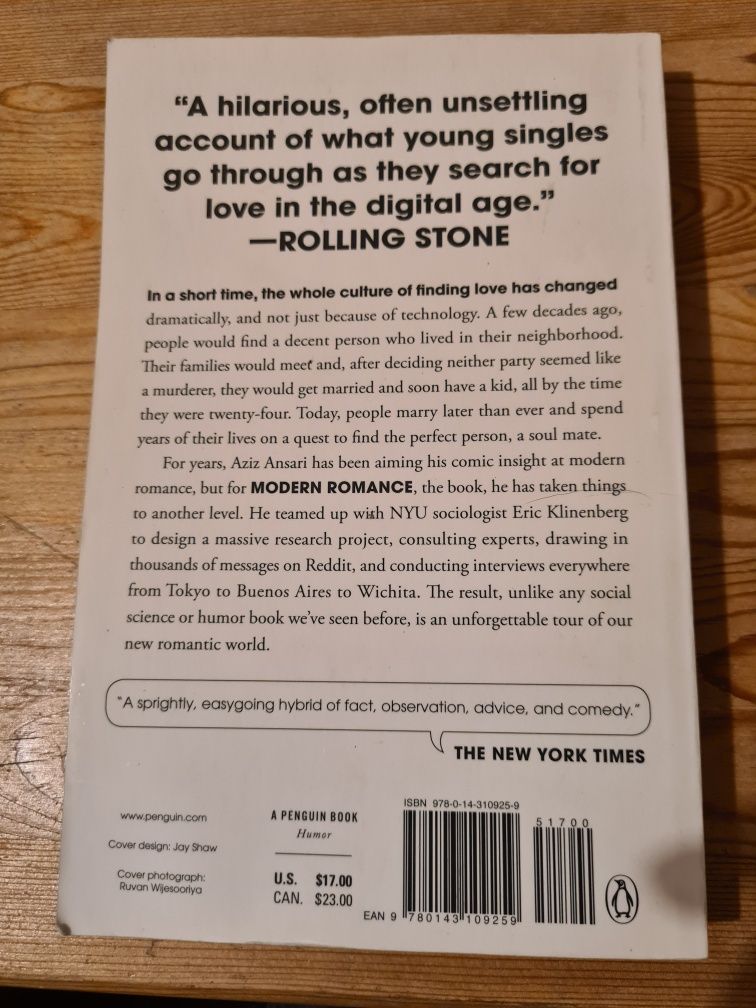 “A hilarious, often unsettling
account of what young singles
go through as they search for
love in the digital age.”
—ROLLING STONE
In a short time, the whole culture of finding love has changed
dramatically, and not just because of technology. A few decades ago,
people would find a decent person who lived in their neighborhood.
Their families would meet and, after deciding neither party seemed like
a murderer, they would get married and soon have a kid, all by the time
they were twenty-four. Today, people marry later than ever and spend
years of their lives on a quest to find the perfect person, a soul mate.
For years, Aziz Ansari has been aiming his comic insight at modern
romance, but for MODERN ROMANCE, the book, he has taken things
to another level. He teamed up with NYU sociologist Eric Klinenberg
to design a massive research project, consulting experts, drawing in
thousands of messages on Reddit, and conducting interviews everywhere
from Tokyo to Buenos Aires to Wichita. The result, unlike any social
science or humor book we’ve seen before, is an unforgettable tour of our
new romantic world.
“A sprightly, easygoing hybrid of fact, observation, advice, and comedy.”
THE NEW YORK TIMES
www.penguin.com
Cover design: Jay Shaw
Cover photograph:
Ruvan Wijesooriya
A PENGUIN BOOK
Humor
U.S. $17.00
CAN. $23.00
ISBN 978-0-14-310925-9
51700
EAN 9 780143 109259